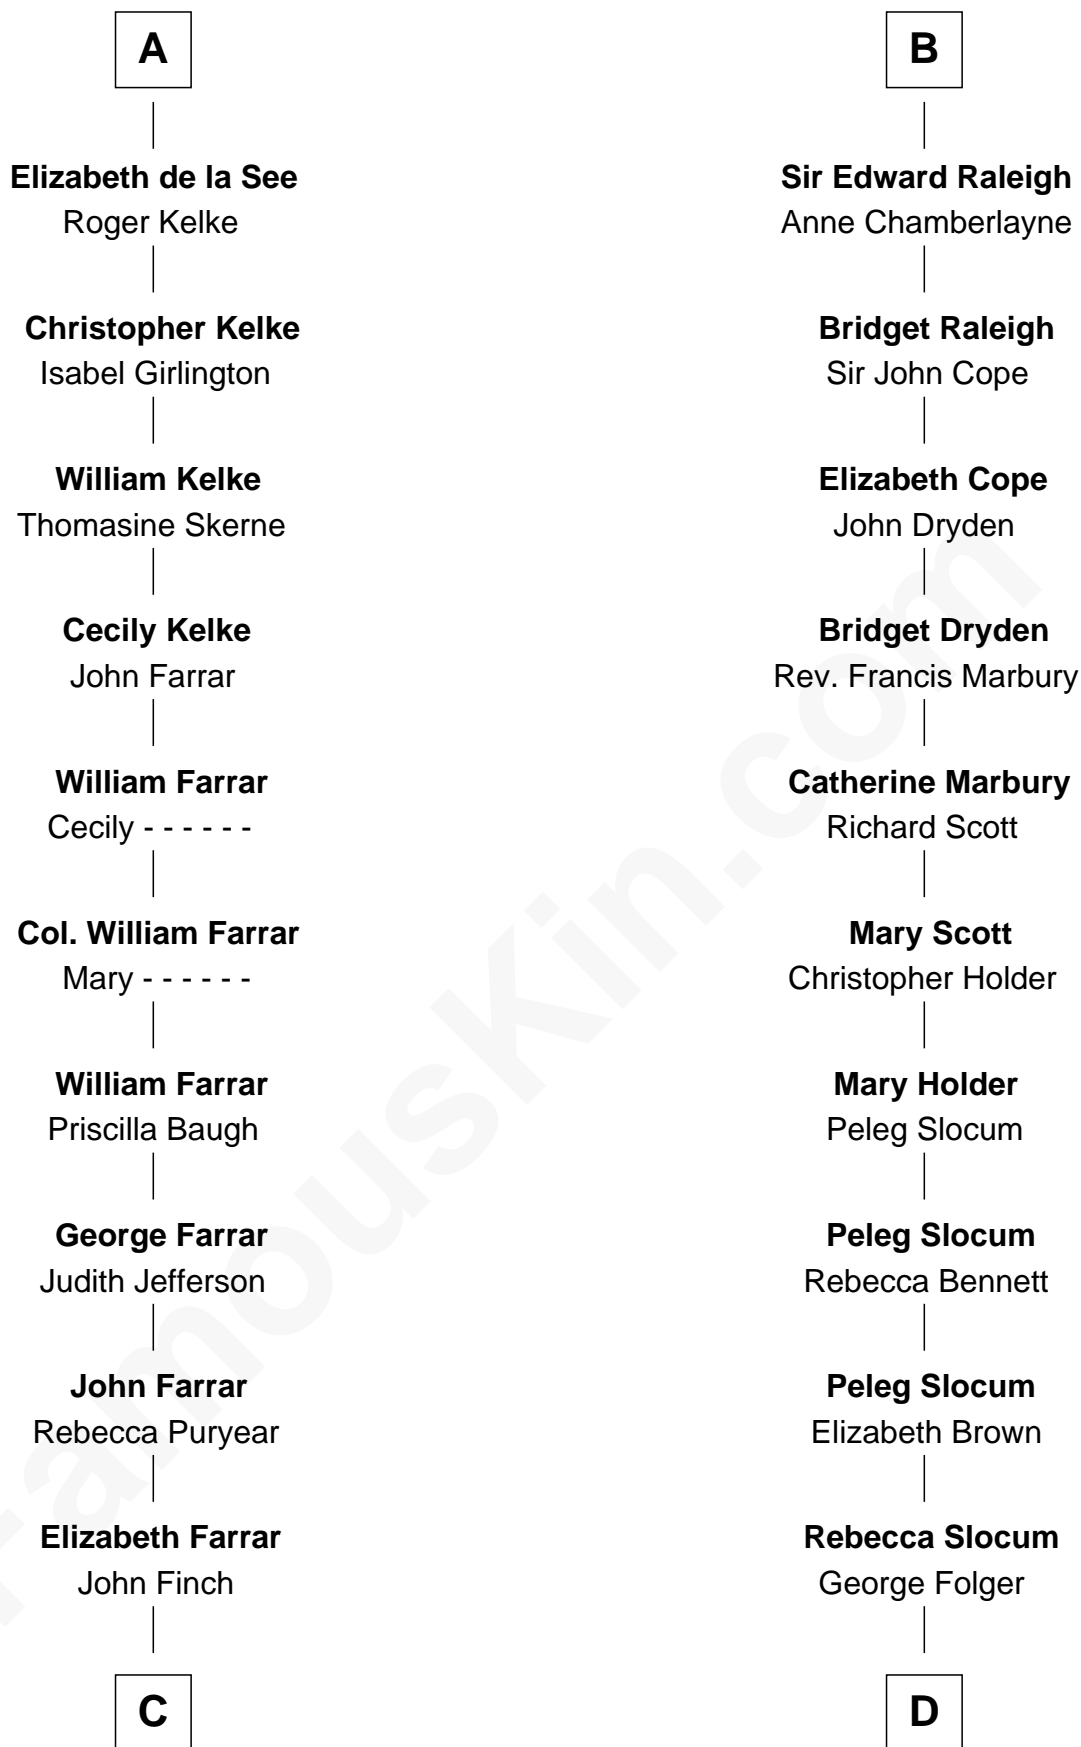 A
Elizabeth de la See
Roger Kelke
Christopher Kelke
Isabel Girlington
William Kelke
Thomasine Skerne
Cecily Kelke
John Farrar
William Farrar
Cecily - - - - - -
Col. William Farrar
Mary - - - - - -
William Farrar
Priscilla Baugh
George Farrar
Judith Jefferson
John Farrar
Rebecca Puryear
Elizabeth Farrar
John Finch
C
B
Sir Edward Raleigh
Anne Chamberlayne
Bridget Raleigh
Sir John Cope
Elizabeth Cope
John Dryden
Bridget Dryden
Rev. Francis Marbury
Catherine Marbury
Richard Scott
Mary Scott
Christopher Holder
Mary Holder
Peleg Slocum
Peleg Slocum
Rebecca Bennett
Peleg Slocum
Elizabeth Brown
Rebecca Slocum
George Folger
D
FamousKin.com